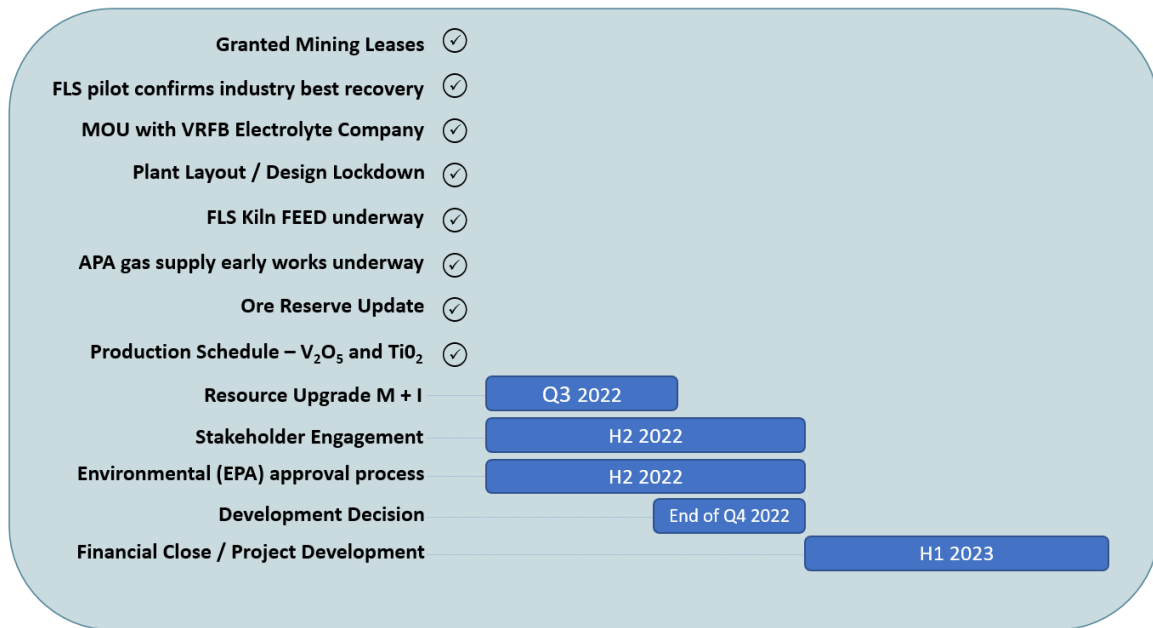 Granted Mining Leases
FLS pilot confirms industry best recovery
MOU with VRFB Electrolyte Company
Plant Layout / Design Lockdown
FLS Kiln FEED underway
APA gas supply early works underway
Ore Reserve Update
Production Schedule – V₂O₅ and Ti0₂
Resource Upgrade M + I Q3 2022
Stakeholder Engagement H2 2022
Environmental (EPA) approval process H2 2022
Development Decision End of Q4 2022
Financial Close / Project Development H1 2023